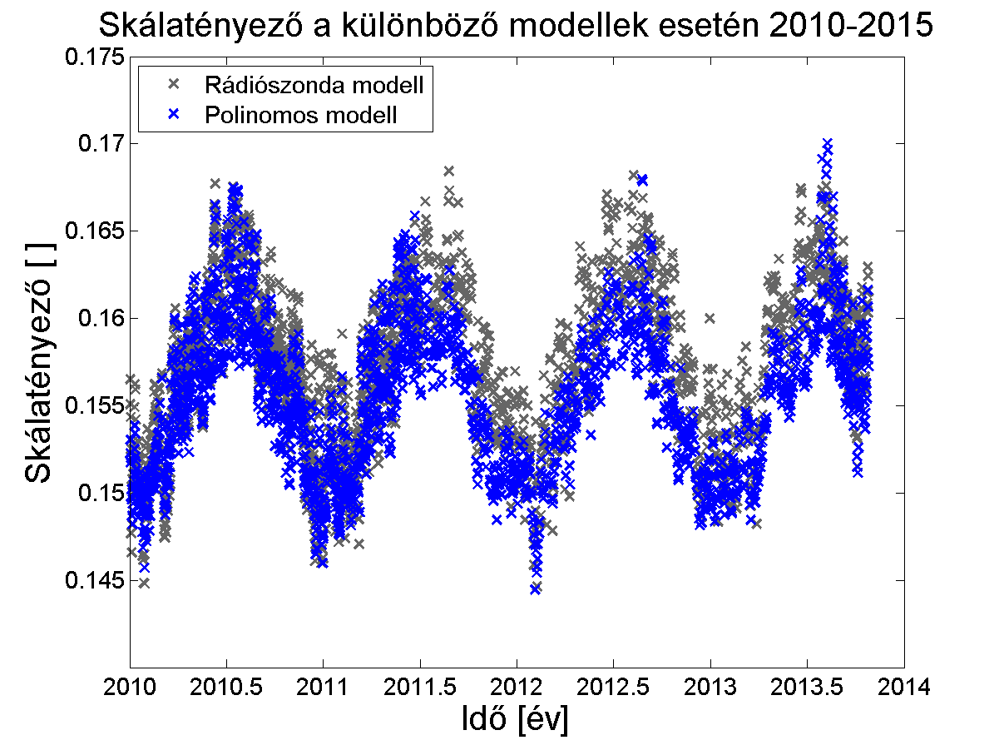 Skálatényező a különböző modellek esetén 2010-2015
0.175
Rádiószonda modell
Polinomos modell
0.17
0.165
0.16
0.155
0.15
0.145
Skálatényező [ ]
2010 2010.5 2011 2011.5 2012 2012.5 2013 2013.5 2014
Idő [év]